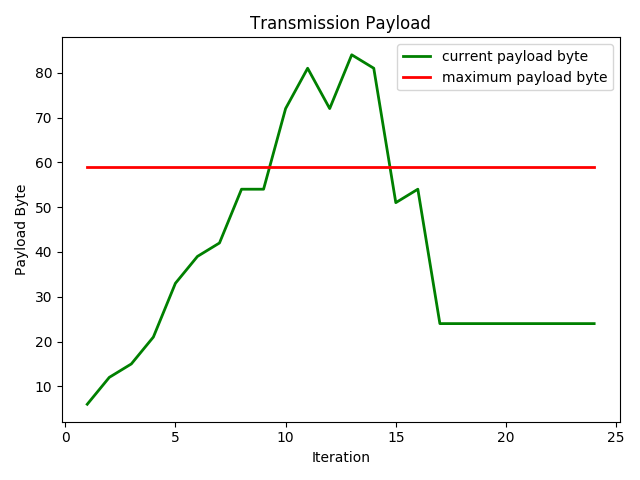 Transmission Payload
current payload byte
maximum payload byte
80
70
60
50
40
30
20
10
Payload Byte
0
5
10
15
20
25
Iteration